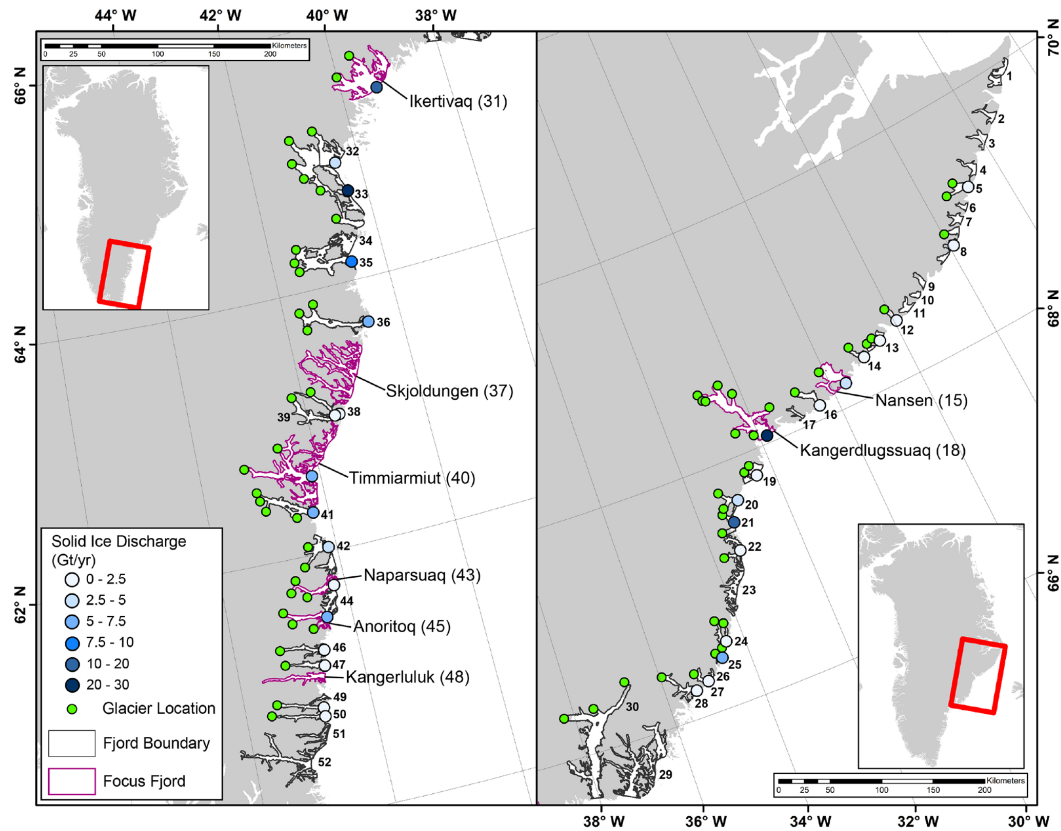 44° W
42° W
40° W
38° W
66° N
64° N
62° N
0
25
50
100
150
200
Kilometers
Ikertivaq (31)
32
33
34
35
36
Skjoldungen (37)
38
39
Timmiarmiut (40)
41
42
Naparsuaq (43)
44
Anoritoq (45)
46
47
Kangerluluk (48)
49
50
51
52
Solid Ice Discharge
(Gt/yr)
0 - 2.5
2.5 - 5
5 - 7.5
7.5 - 10
10 - 20
20 - 30
Glacier Location
Fjord Boundary
Focus Fjord
70° N
68° N
66° N
1
2
3
4
5
6
7
8
9
10
11
12
13
14
Nansen (15)
16
17
Kangerdlugssuaq (18)
19
20
21
22
23
24
25
26
27
28
29
30
0
25
50
100
150
200
Kilometers
38° W
36° W
34° W
32° W
30° W